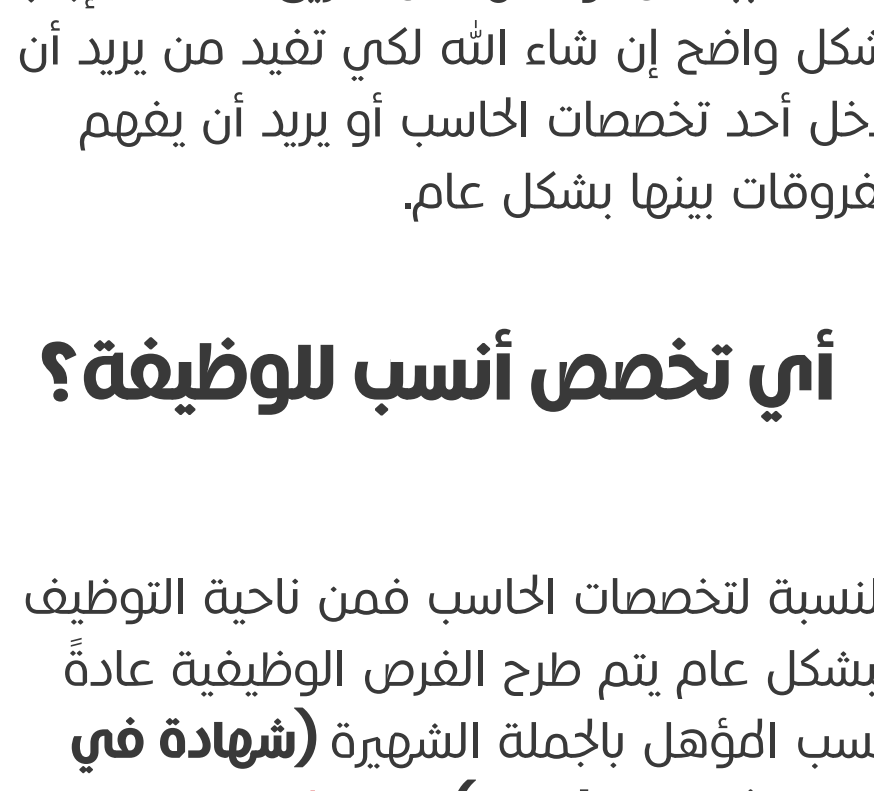 شكل واضح إن شاء الله لكي تفيد من يريد أن
دخل أحد تخصصات الحاسب أو يريد أن يفهم
فروقات بينها بشكل عام.
أي تخصص أنسب للوظيفة؟
لنسبة لتخصصات الحاسب فمن ناحية التوظيف
بشكل عام يتم طرح الفرص الوظيفية عادةً
سب المؤهل بالجملة الشهيرة (شهادة في